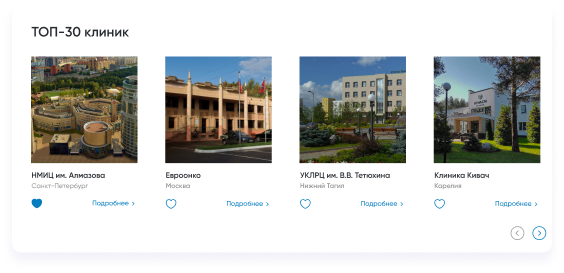 ТОП-30 клиник
НМИЦ им. Алмазова
Санкт-Петербург
Подробнее
Евроонко
Москва
Подробнее
УКЛРЦ им. В.В. Тетюхина
Нижний Тагил
Подробнее
Клиника Кивач
Карелия
Подробнее